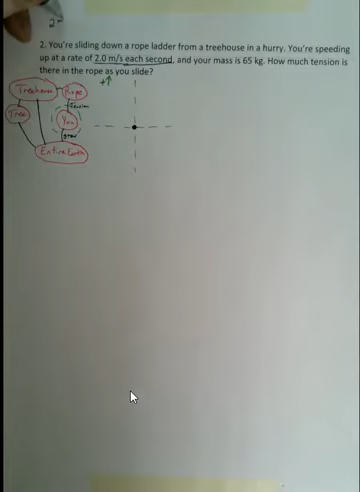 2. You're sliding down a rope ladder from a treehouse in a hurry. You're speeding
up at a rate of 2.0 m/s each second, and your mass is 65 kg. How much tension is
there in the rope as you slide?
+↑
Treehouse
Rope
tension
Tree
You
grav
Entire Earth